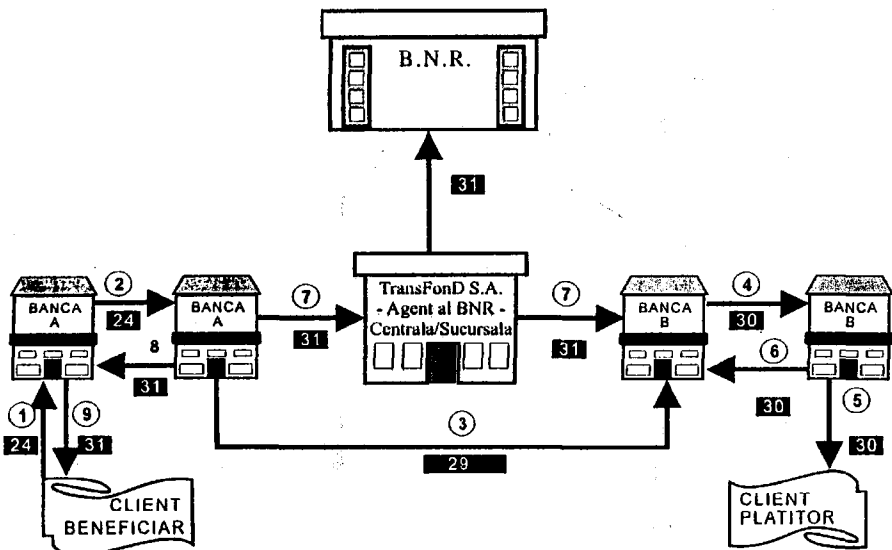 B.N.R.
31
TransFonD S.A.
- Agent al BNR -
Centrala/Sucursala
BANCA
A
2
24
BANCA
A
7
31
7
31
BANCA
B
4
30
BANCA
B
8
31
6
30
1
24
9
31
3
29
5
30
CLIENT
BENEFICIAR
CLIENT
PLATITOR